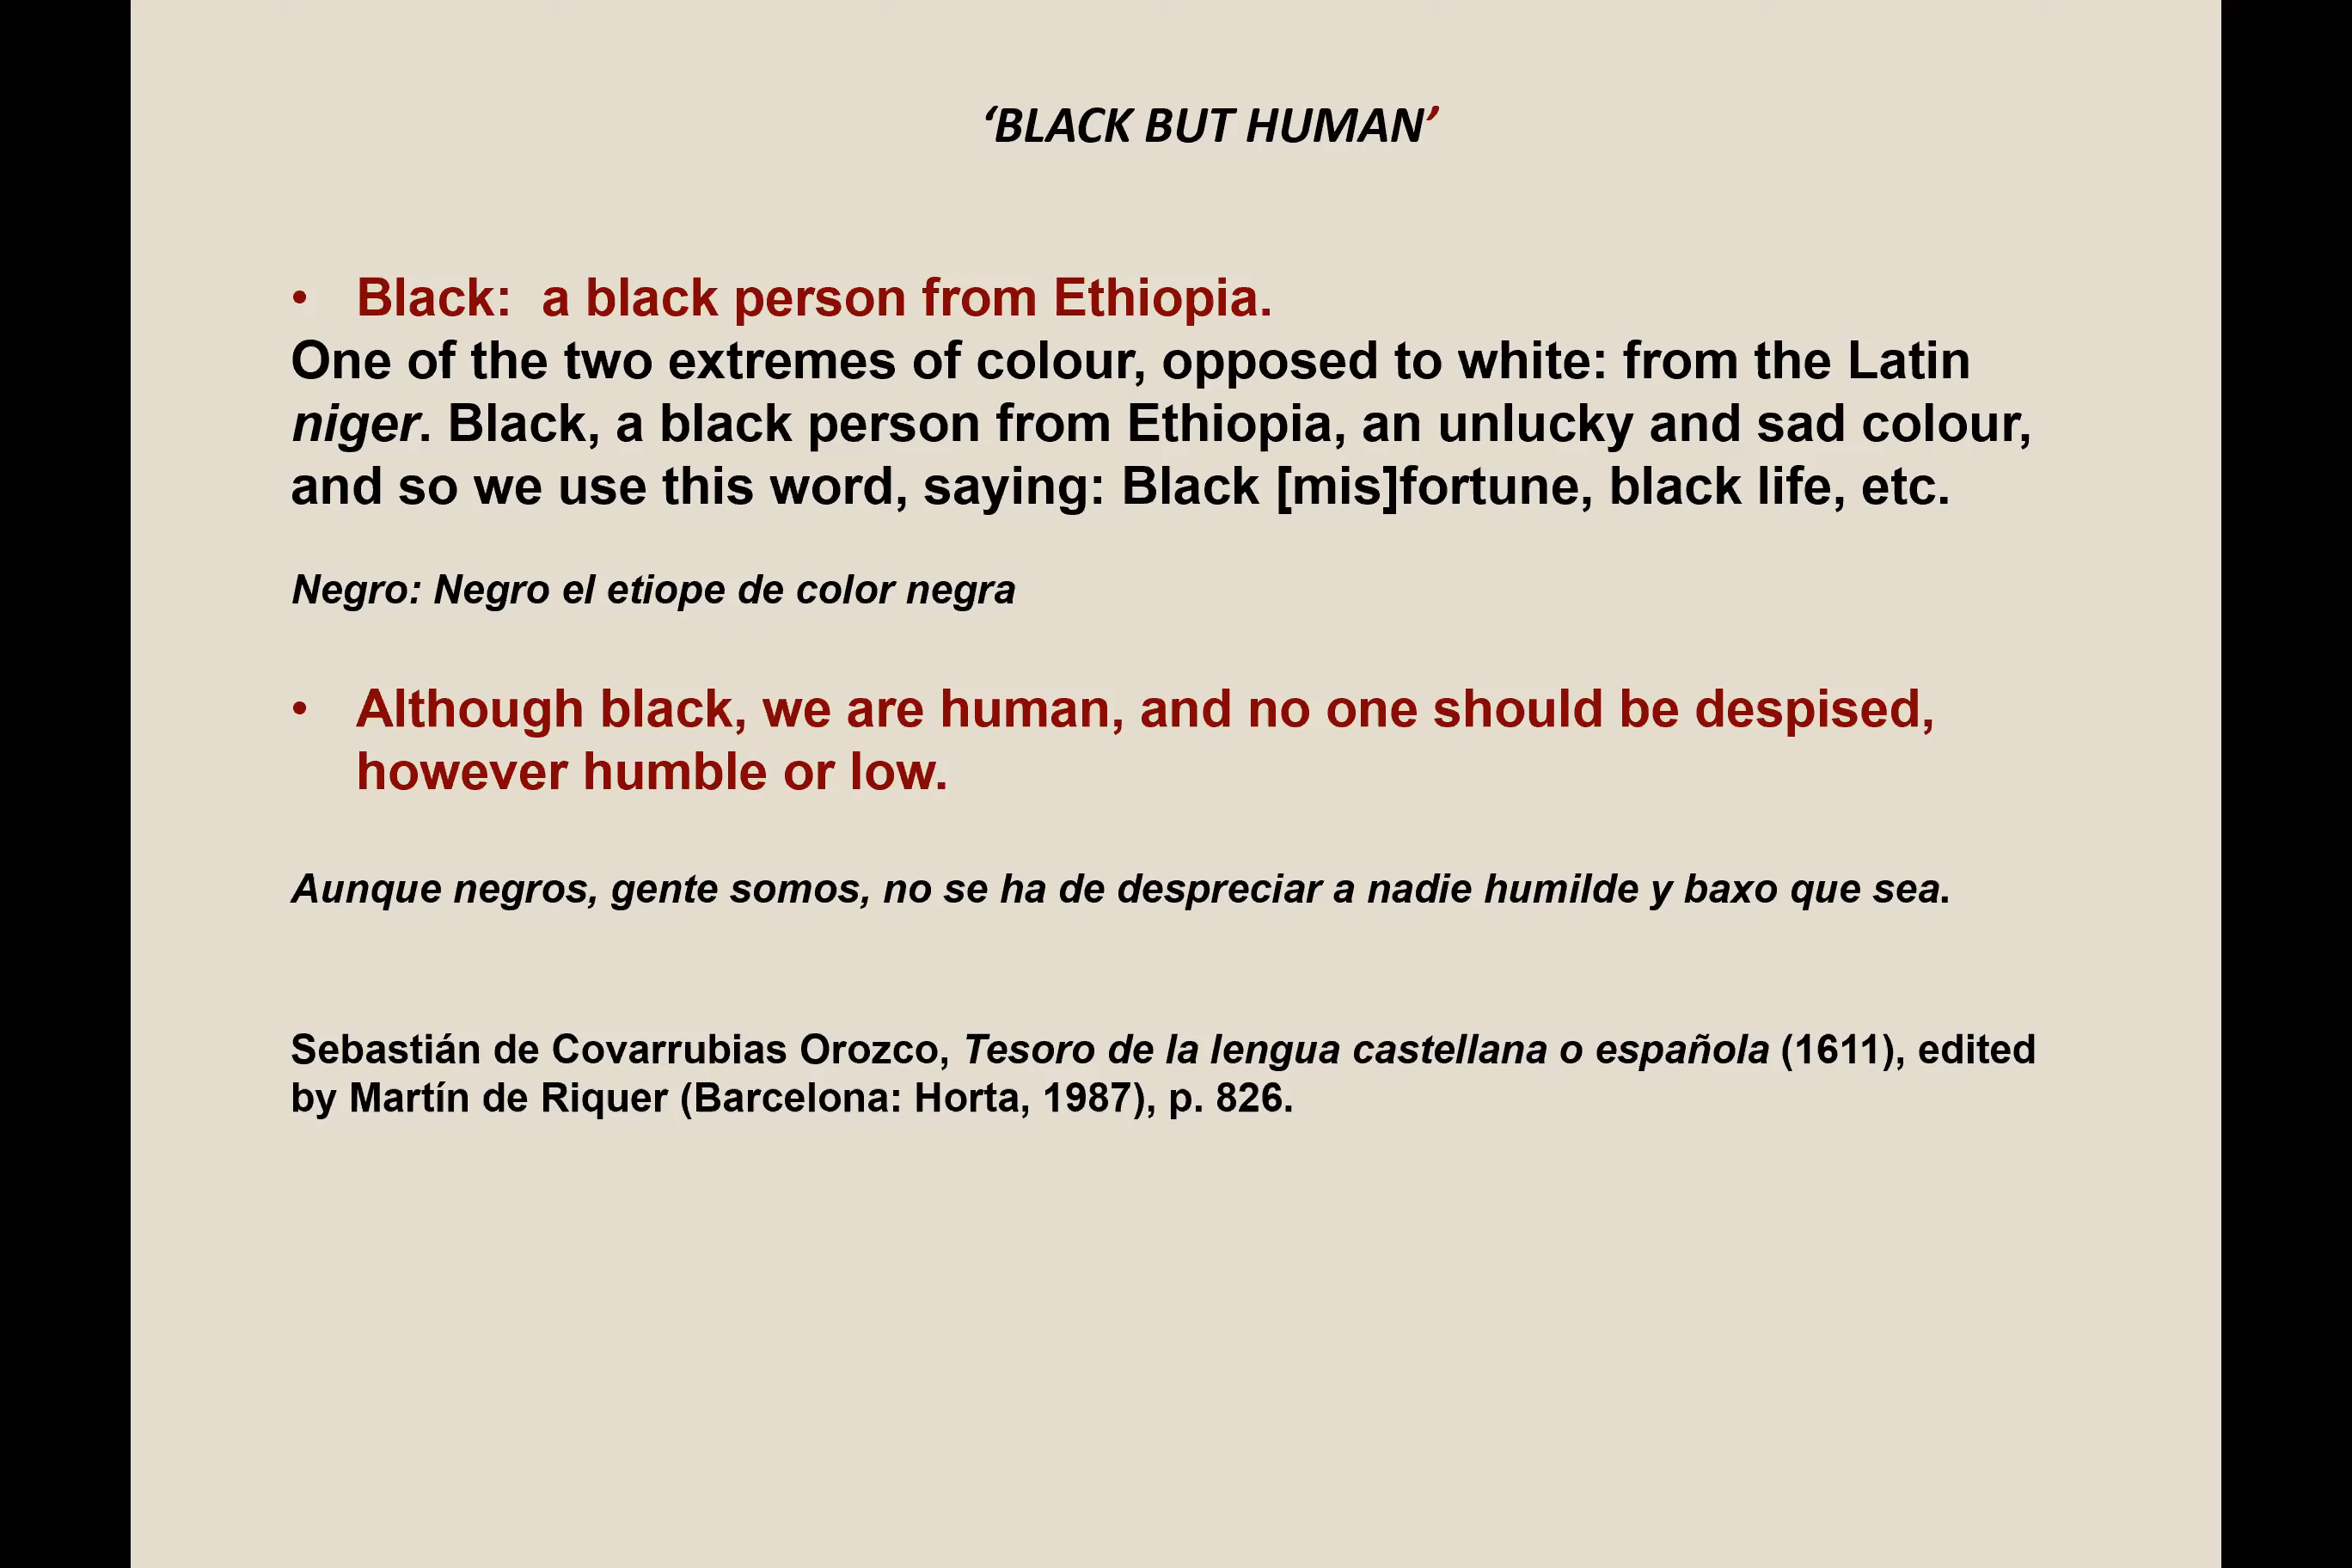 ‘BLACK BUT HUMAN’
• Black:  a black person from Ethiopia.
One of the two extremes of colour, opposed to white: from the Latin
niger. Black, a black person from Ethiopia, an unlucky and sad colour,
and so we use this word, saying: Black [mis]fortune, black life, etc.
Negro: Negro el etiope de color negra
• Although black, we are human, and no one should be despised,
however humble or low.
Aunque negros, gente somos, no se ha de despreciar a nadie humilde y baxo que sea.
Sebastián de Covarrubias Orozco, Tesoro de la lengua castellana o española (1611), edited
by Martín de Riquer (Barcelona: Horta, 1987), p. 826.